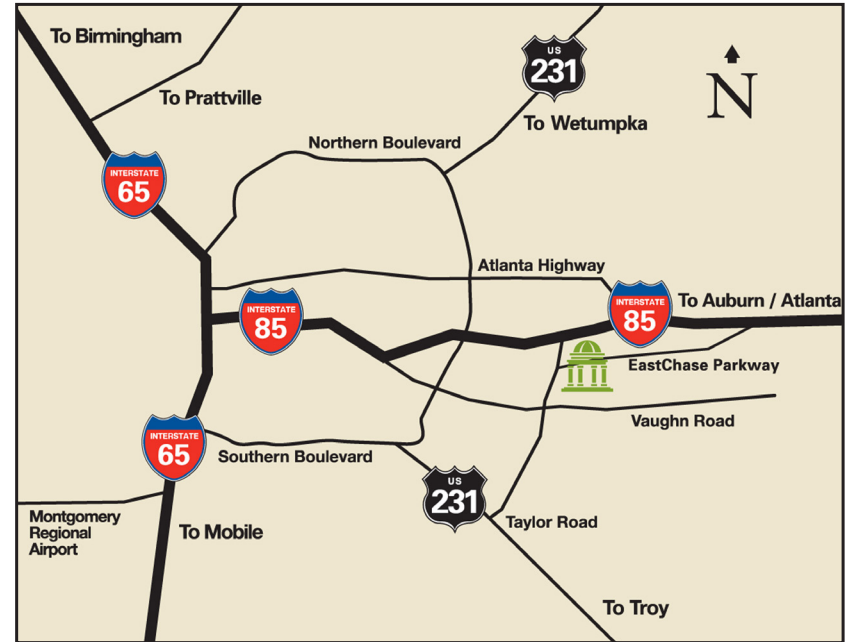 To Birmingham
To Prattville
US
231
N
To Wetumpka
Northern Boulevard
INTERSTATE
65
Atlanta Highway
INTERSTATE
85
INTERSTATE
85
To Auburn / Atlanta
EastChase Parkway
Vaughn Road
INTERSTATE
65
Southern Boulevard
US
231
Montgomery
Regional
Airport
To Mobile
Taylor Road
To Troy